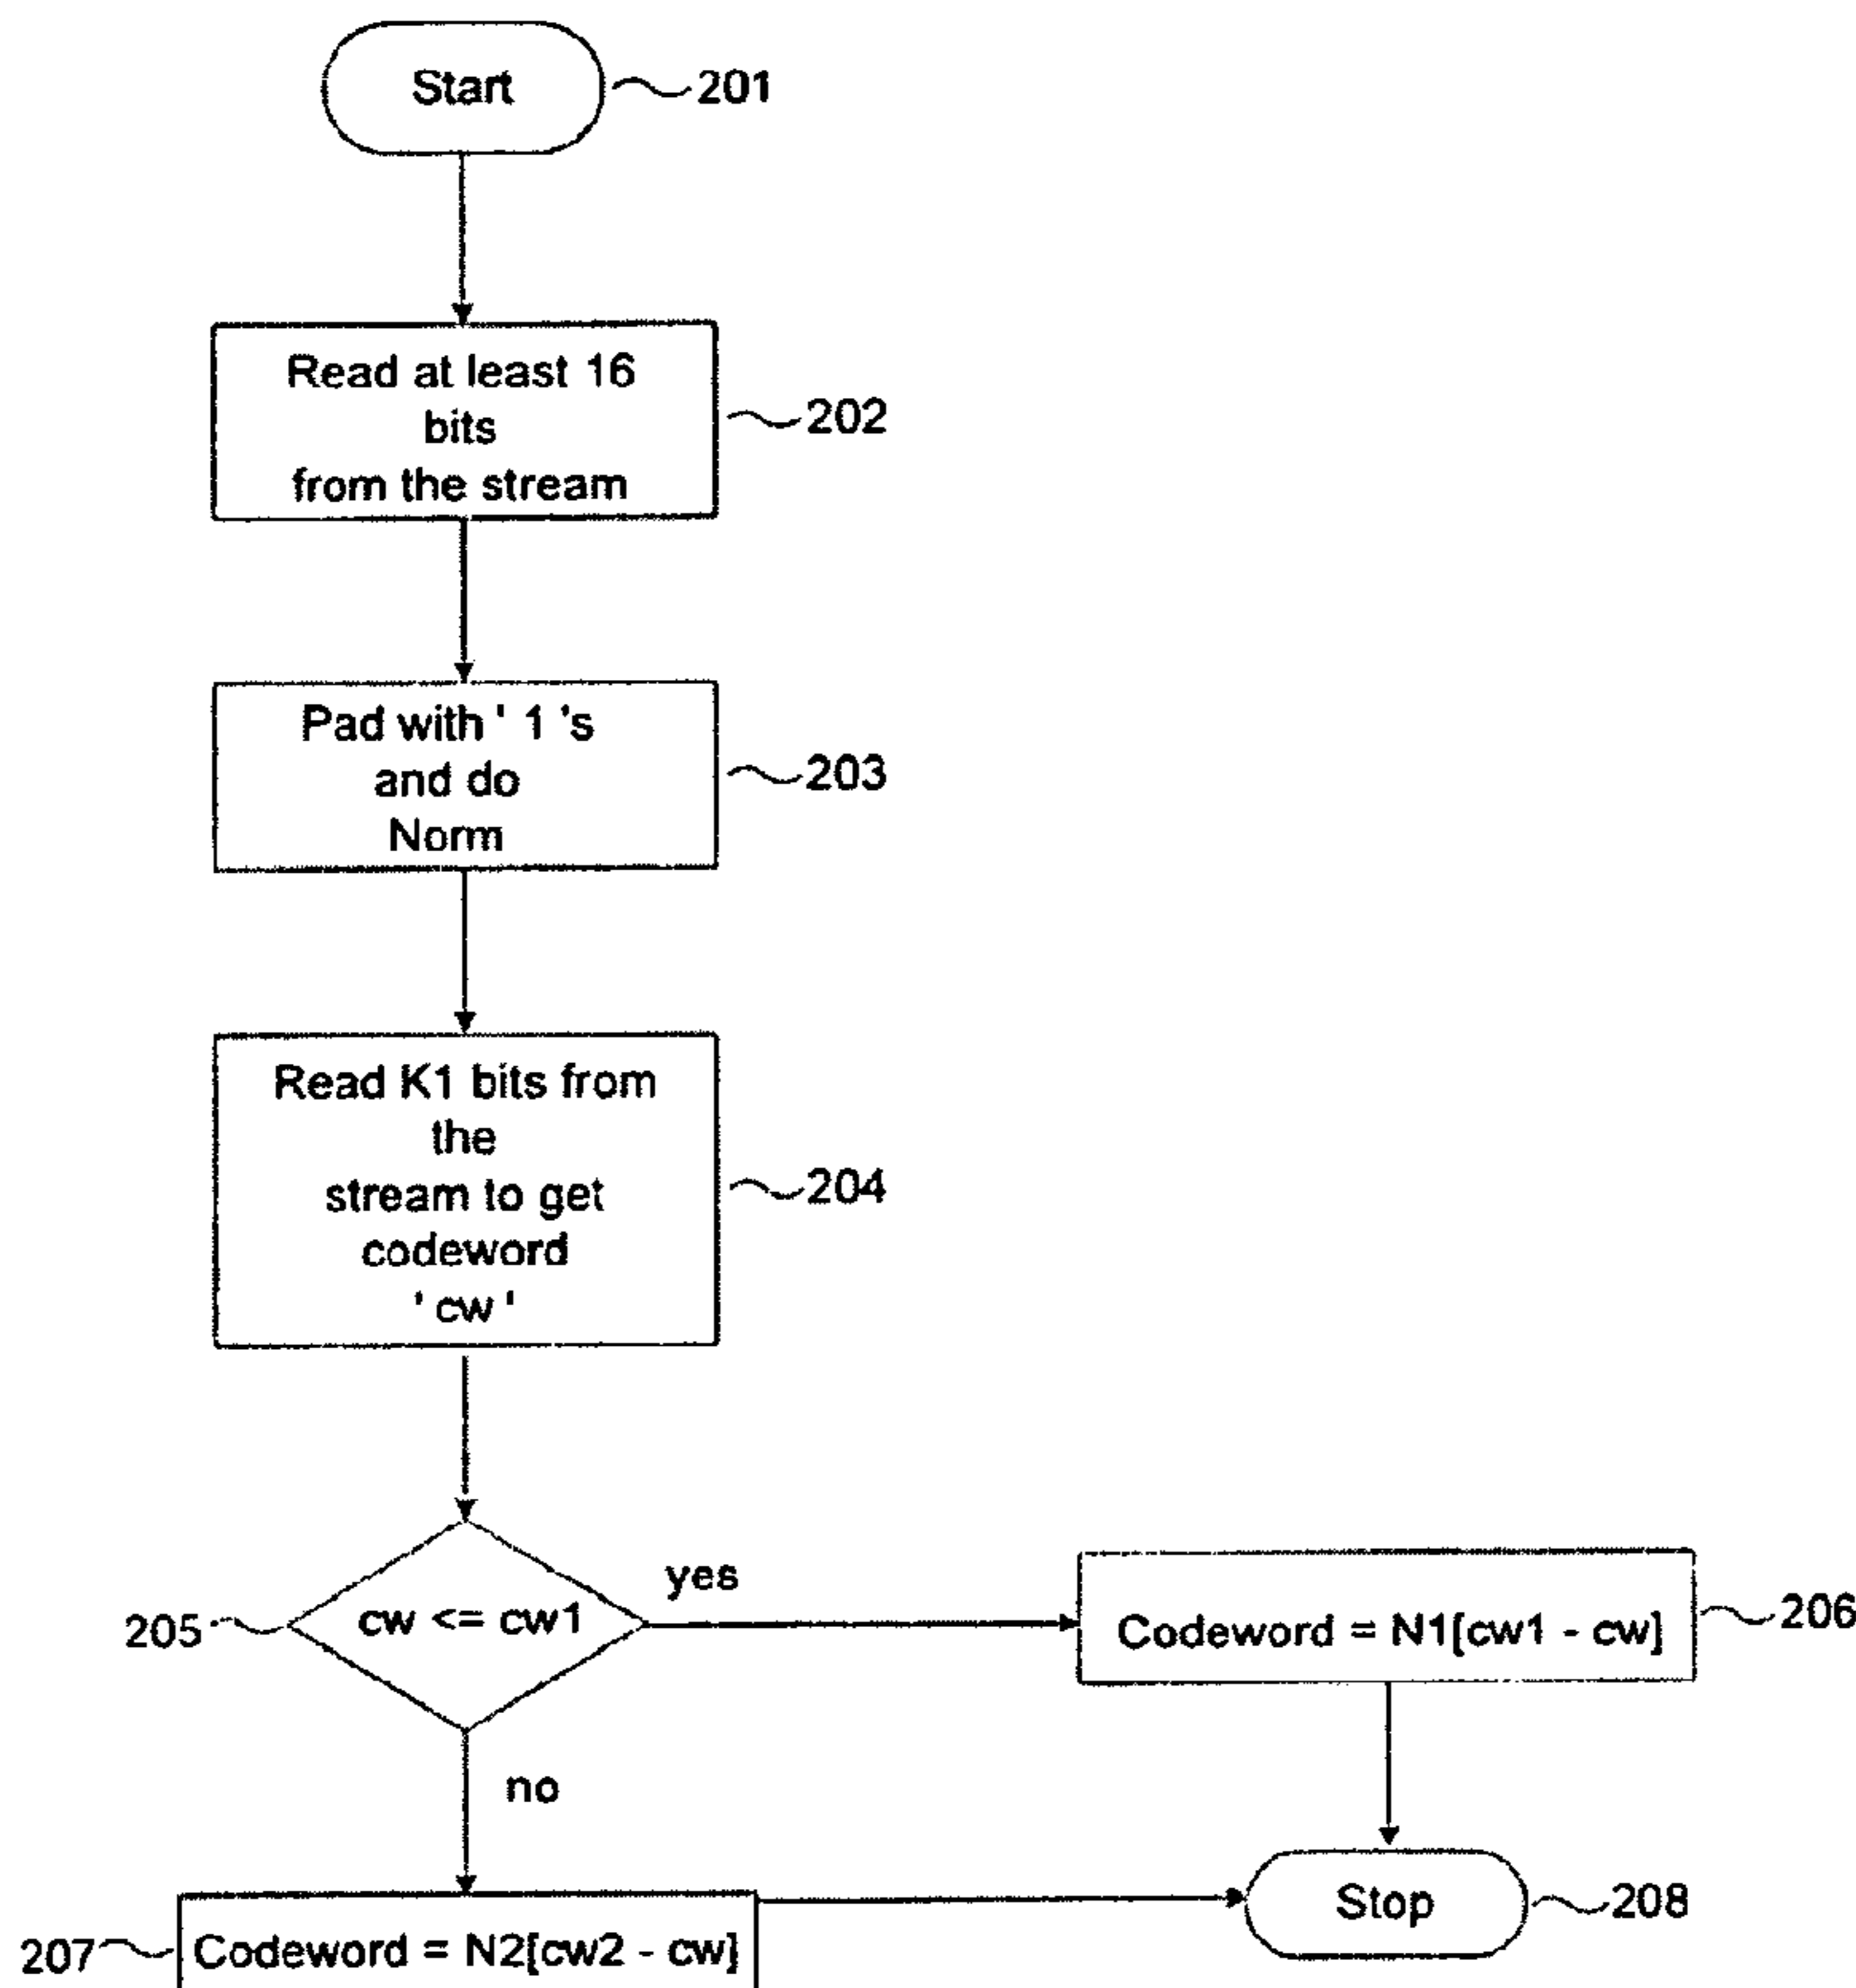 Start
201
Read at least 16
bits
from the stream
202
Pad with ' 1 's
and do
Norm
203
Read K1 bits from
the
stream to get
codeword
' cw '
204
205
cw <= cw1
yes
Codeword = N1[cw1 - cw]
206
no
207
Codeword = N2[cw2 - cw]
Stop
208